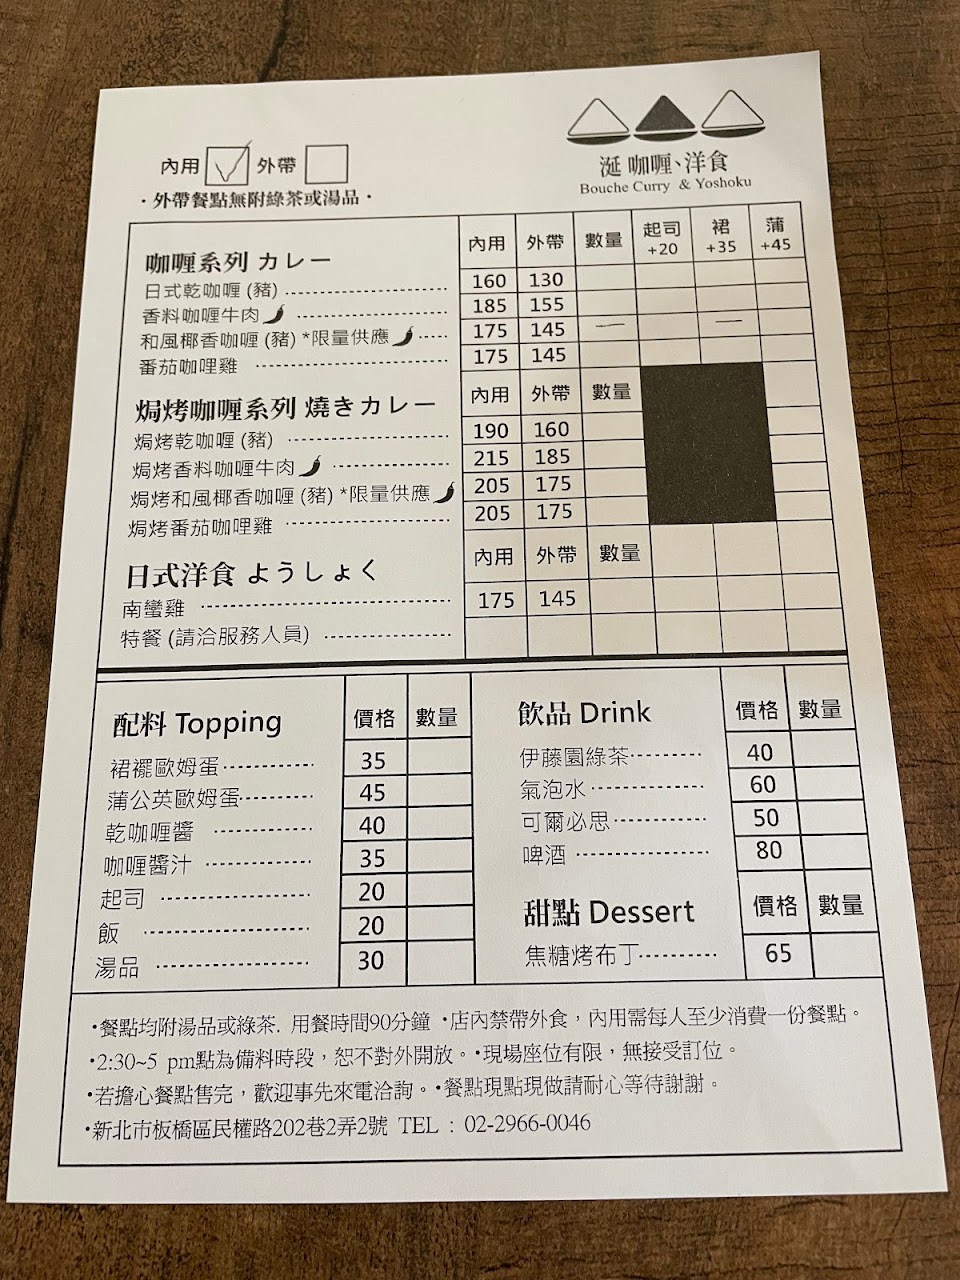 內用 外帶
・外帶餐點無附綠茶或湯品・
涎 咖喱、洋食
Bouche Curry & Yoshoku
咖喱系列 カレー 內用 外帶 數量 起司 +20 裙 +35 蒲 +45
日式乾咖喱 (豬) 160 130
香料咖喱牛肉 185 155
和風椰香咖喱 (豬) *限量供應 175 145
番茄咖哩雞 175 145
焗烤咖喱系列 燒きカレー 內用 外帶 數量
焗烤乾咖喱 (豬) 190 160
焗烤香料咖喱牛肉 215 185
焗烤和風椰香咖喱 (豬) *限量供應 205 175
焗烤番茄咖哩雞 205 175
日式洋食 ようしょく 內用 外帶 數量
南蠻雞 175 145
特餐 (請洽服務人員)
配料 Topping 價格 數量
裙襬歐姆蛋 35
蒲公英歐姆蛋 45
乾咖喱醬 40
咖喱醬汁 35
起司 20
飯 20
湯品 30
飲品 Drink 價格 數量
伊藤園綠茶 40
氣泡水 60
可爾必思 50
啤酒 80
甜點 Dessert 價格 數量
焦糖烤布丁 65
・餐點均附湯品或綠茶. 用餐時間90分鐘 ・店內禁帶外食，內用需每人至少消費一份餐點。
・2:30~5 pm點為備料時段，恕不對外開放。・現場座位有限，無接受訂位。
・若擔心餐點售完，歡迎事先來電洽詢。・餐點現點現做請耐心等待謝謝。
・新北市板橋區民權路202巷2弄2號 TEL : 02-2966-0046